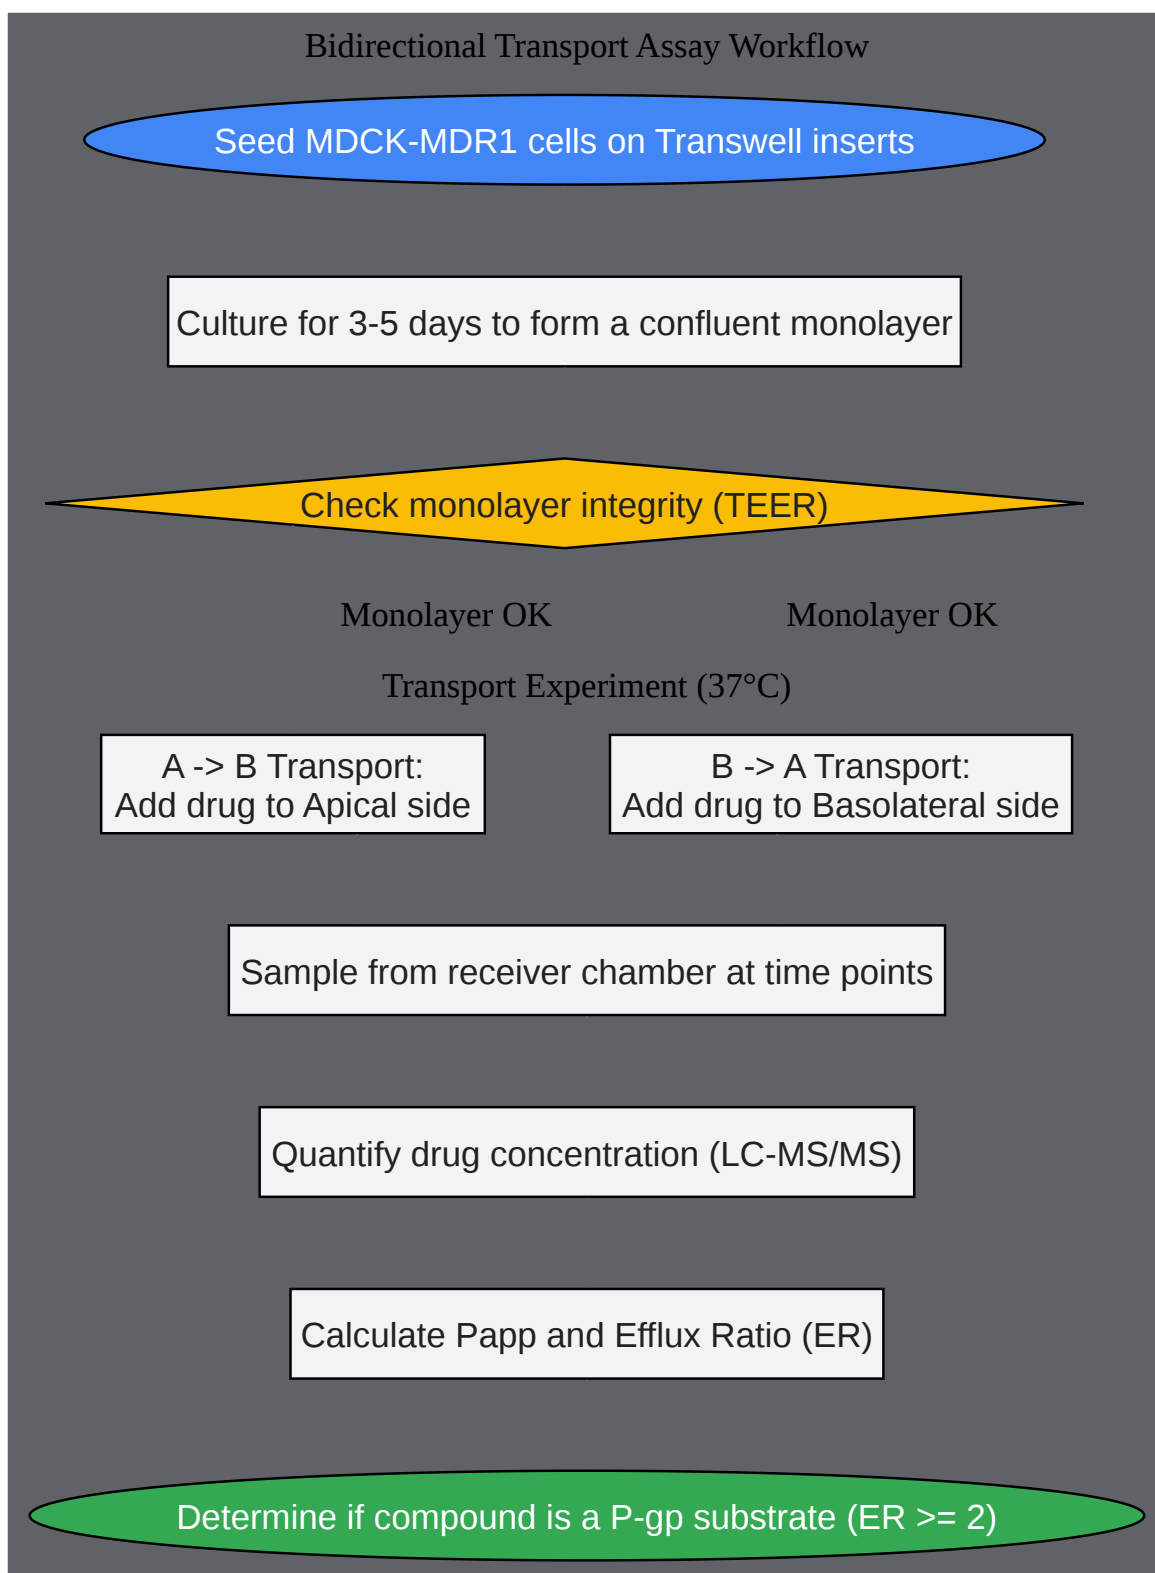 Bidirectional Transport Assay Workflow
Seed MDCK-MDR1 cells on Transwell inserts
Culture for 3-5 days to form a confluent monolayer
Check monolayer integrity (TEER)
Monolayer OK
Monolayer OK
Transport Experiment (37°C)
A -> B Transport:
Add drug to Apical side
B -> A Transport:
Add drug to Basolateral side
Sample from receiver chamber at time points
Quantify drug concentration (LC-MS/MS)
Calculate Papp and Efflux Ratio (ER)
Determine if compound is a P-gp substrate (ER >= 2)